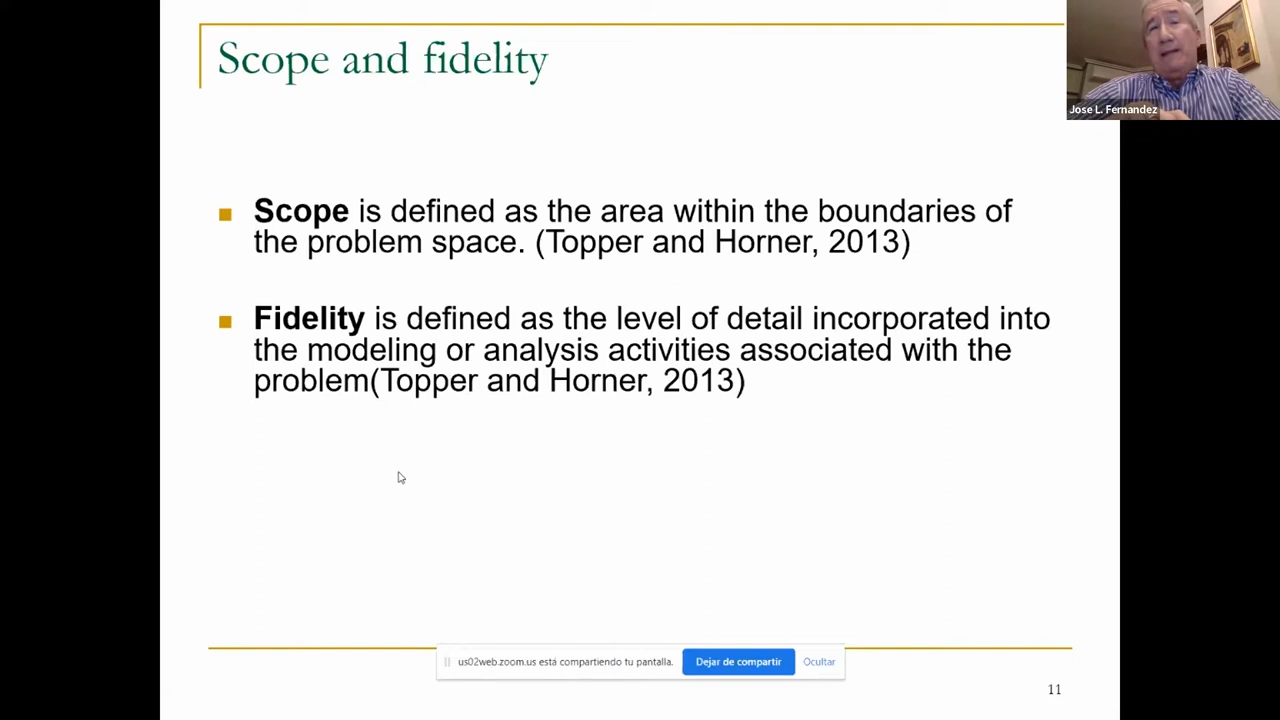 Scope and fidelity
Jose L. Fernandez
Scope is defined as the area within the boundaries of
the problem space. (Topper and Horner, 2013)
Fidelity is defined as the level of detail incorporated into
the modeling or analysis activities associated with the
problem(Topper and Horner, 2013)
us02web.zoom.us está compartiendo tu pantalla. Dejar de compartir Ocultar
11